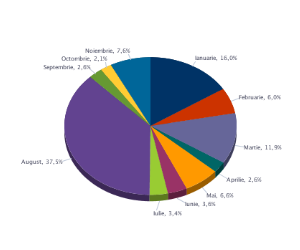 Noiembrie, 7,6%
Octombrie, 2,1%
Septembrie, 2,8%
Ianuarie, 16,0%
Februarie, 6,0%
Martie, 11,9%
Aprilie, 2,6%
Mai, 6,6%
Iunie, 3,6%
Iulie, 3,4%
August, 37,5%